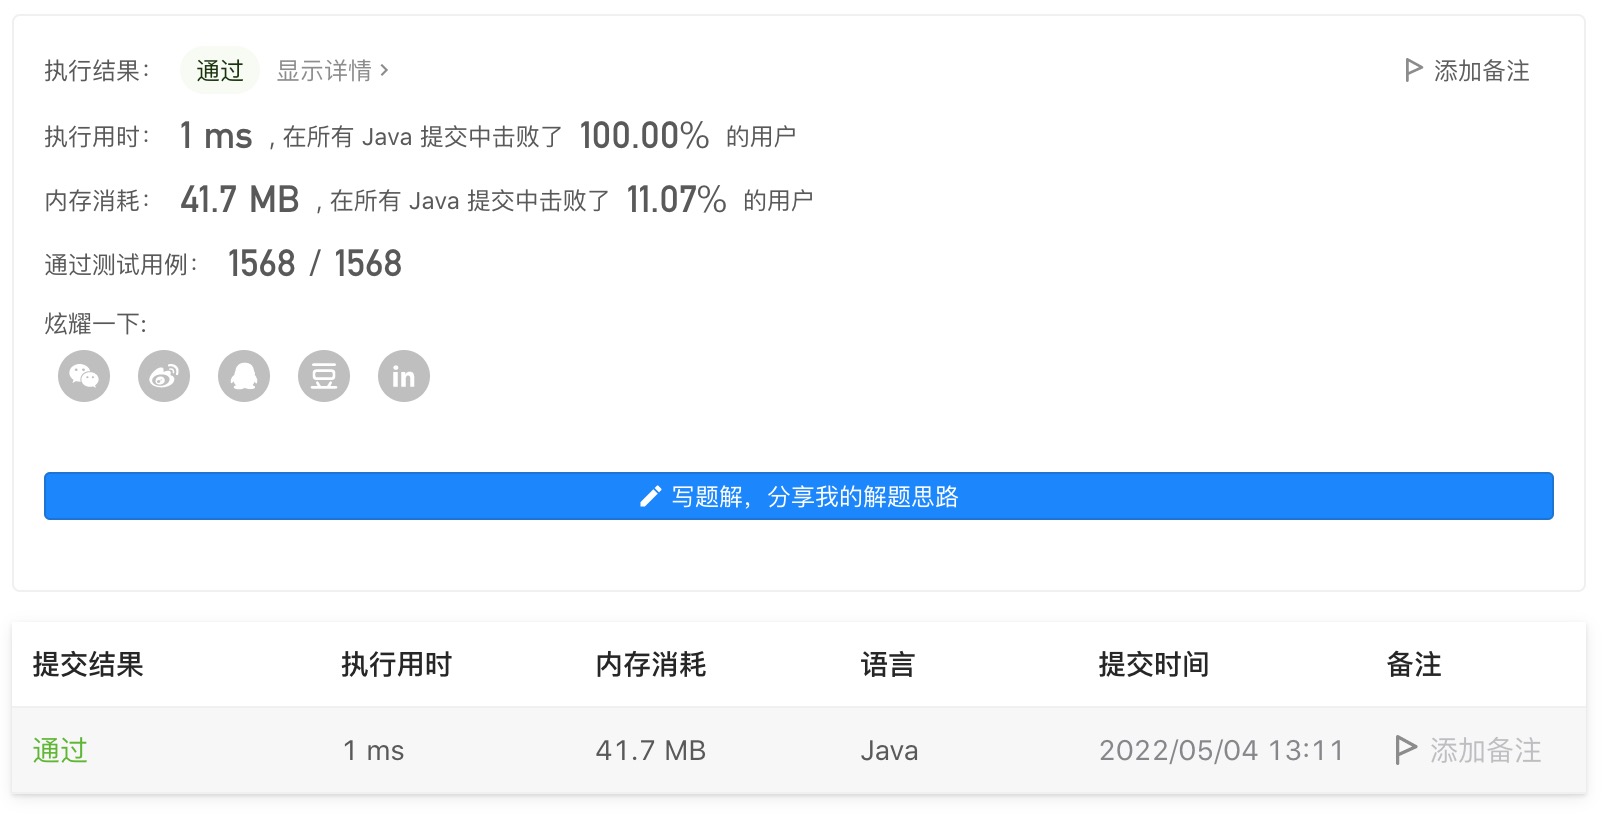 执行结果： 通过 显示详情 > 添加备注
执行用时： 1 ms , 在所有 Java 提交中击败了 100.00% 的用户
内存消耗： 41.7 MB , 在所有 Java 提交中击败了 11.07% 的用户
通过测试用例： 1568 / 1568
炫耀一下:
豆 in
写题解，分享我的解题思路
提交结果 执行用时 内存消耗 语言 提交时间 备注
通过 1 ms 41.7 MB Java 2022/05/04 13:11 添加备注